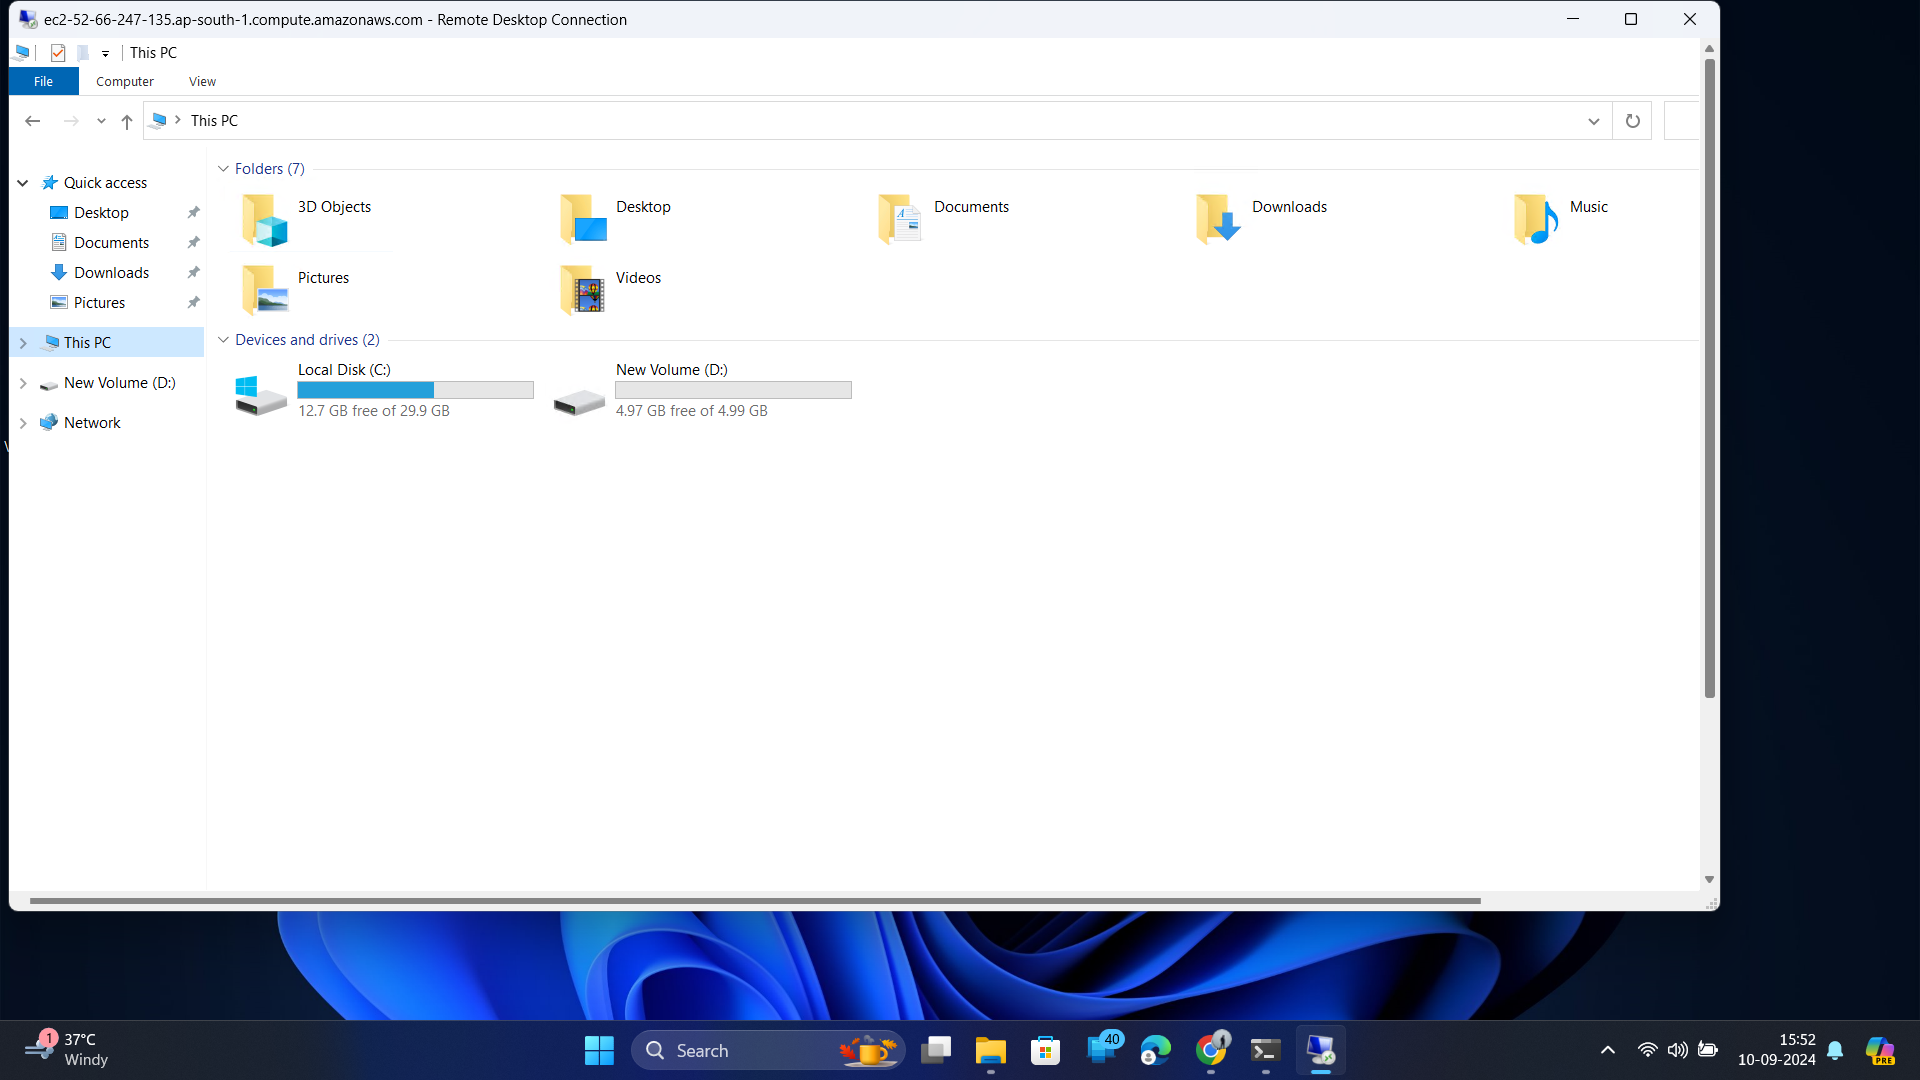 ec2-52-66-247-135.ap-south-1.compute.amazonaws.com - Remote Desktop Connection
This PC
File Computer View
This PC
Quick access
Desktop
Documents
Downloads
Pictures
This PC
New Volume (D:)
Network
Folders (7)
3D Objects
Desktop
Documents
Downloads
Music
Pictures
Videos
Devices and drives (2)
Local Disk (C:)
12.7 GB free of 29.9 GB
New Volume (D:)
4.97 GB free of 4.99 GB
1
37°C
Windy
Search
40
15:52
10-09-2024
PRE